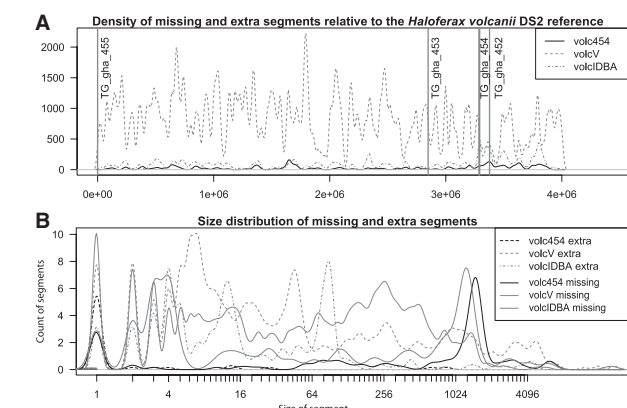 A
Density of missing and extra segments relative to the Haloferax volcanii DS2 reference
volc454
volcV
volcIDBA
TG_gha_455
TG_gha_453
TG_gha_454
TG_gha_452
2000
1500
1000
500
0
0e+00 1e+06 2e+06 3e+06 4e+06
B
Size distribution of missing and extra segments
volc454 extra
volcV extra
volcIDBA extra
volc454 missing
volcV missing
volcIDBA missing
Count of segments
10
8
6
4
2
0
1 4 16 64 256 1024 4096
Size of segment